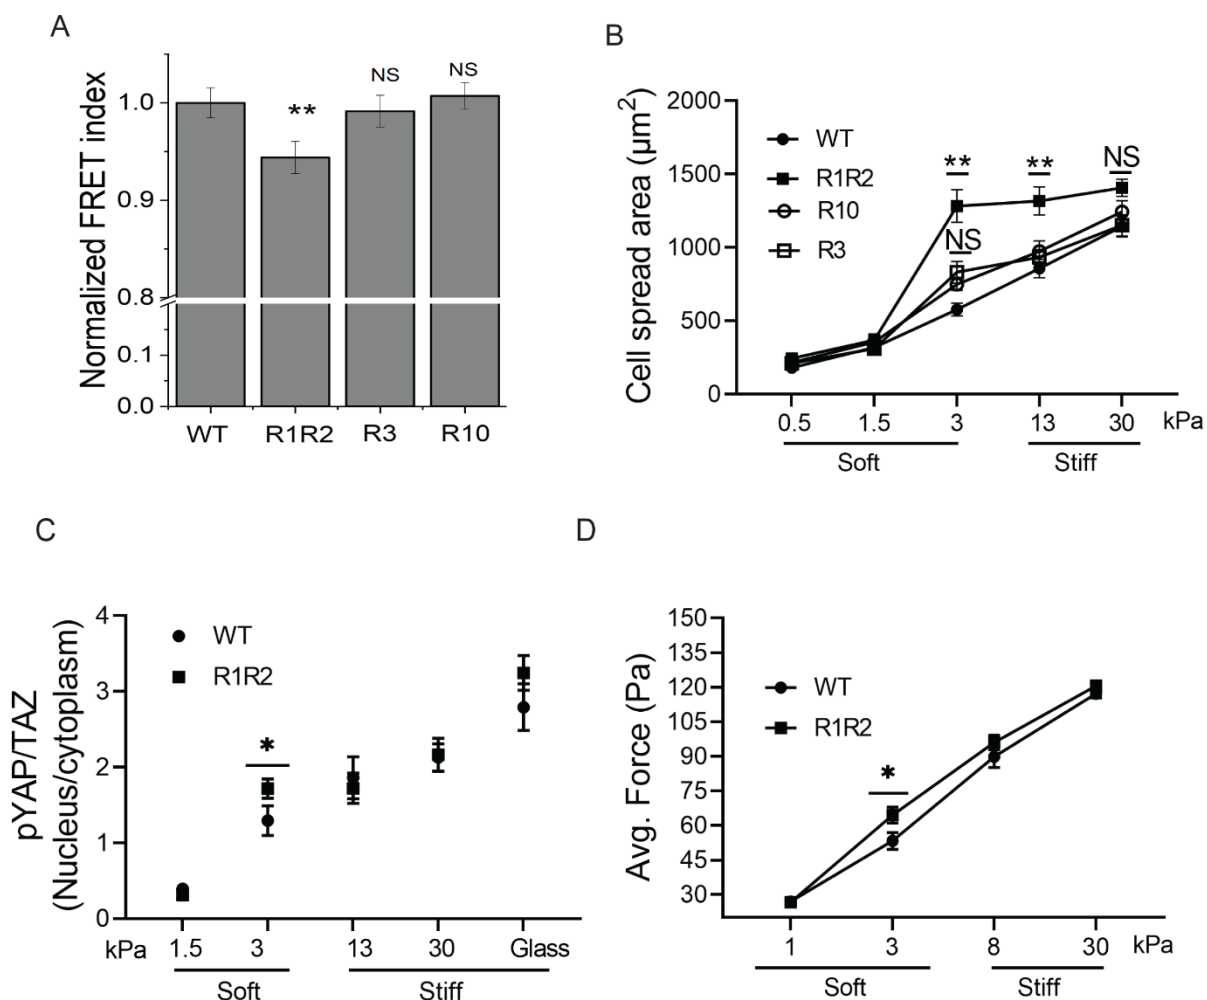 A
Normalized FRET index
1.0
0.9
0.8
0.1
0.0
**
NS
NS
WT R1R2 R3 R10
B
Cell spread area (µm²)
2000
1500
1000
500
0
WT
R1R2
R10
R3
** ** NS
NS
0.5 1.5 3 13 30 kPa
Soft Stiff
C
pYAP/TAZ
(Nucleus/cytoplasm)
4
3
2
1
0
WT
R1R2
*
kPa 1.5 3 13 30 Glass
Soft Stiff
D
Avg. Force (Pa)
150
135
120
105
90
75
60
45
30
WT
R1R2
*
1 3 8 30 kPa
Soft Stiff